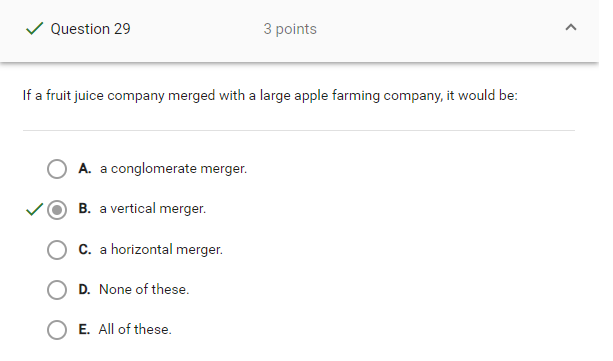 Question 29 3 points
If a fruit juice company merged with a large apple farming company, it would be:
A. a conglomerate merger.
B. a vertical merger.
C. a horizontal merger.
D. None of these.
E. All of these.